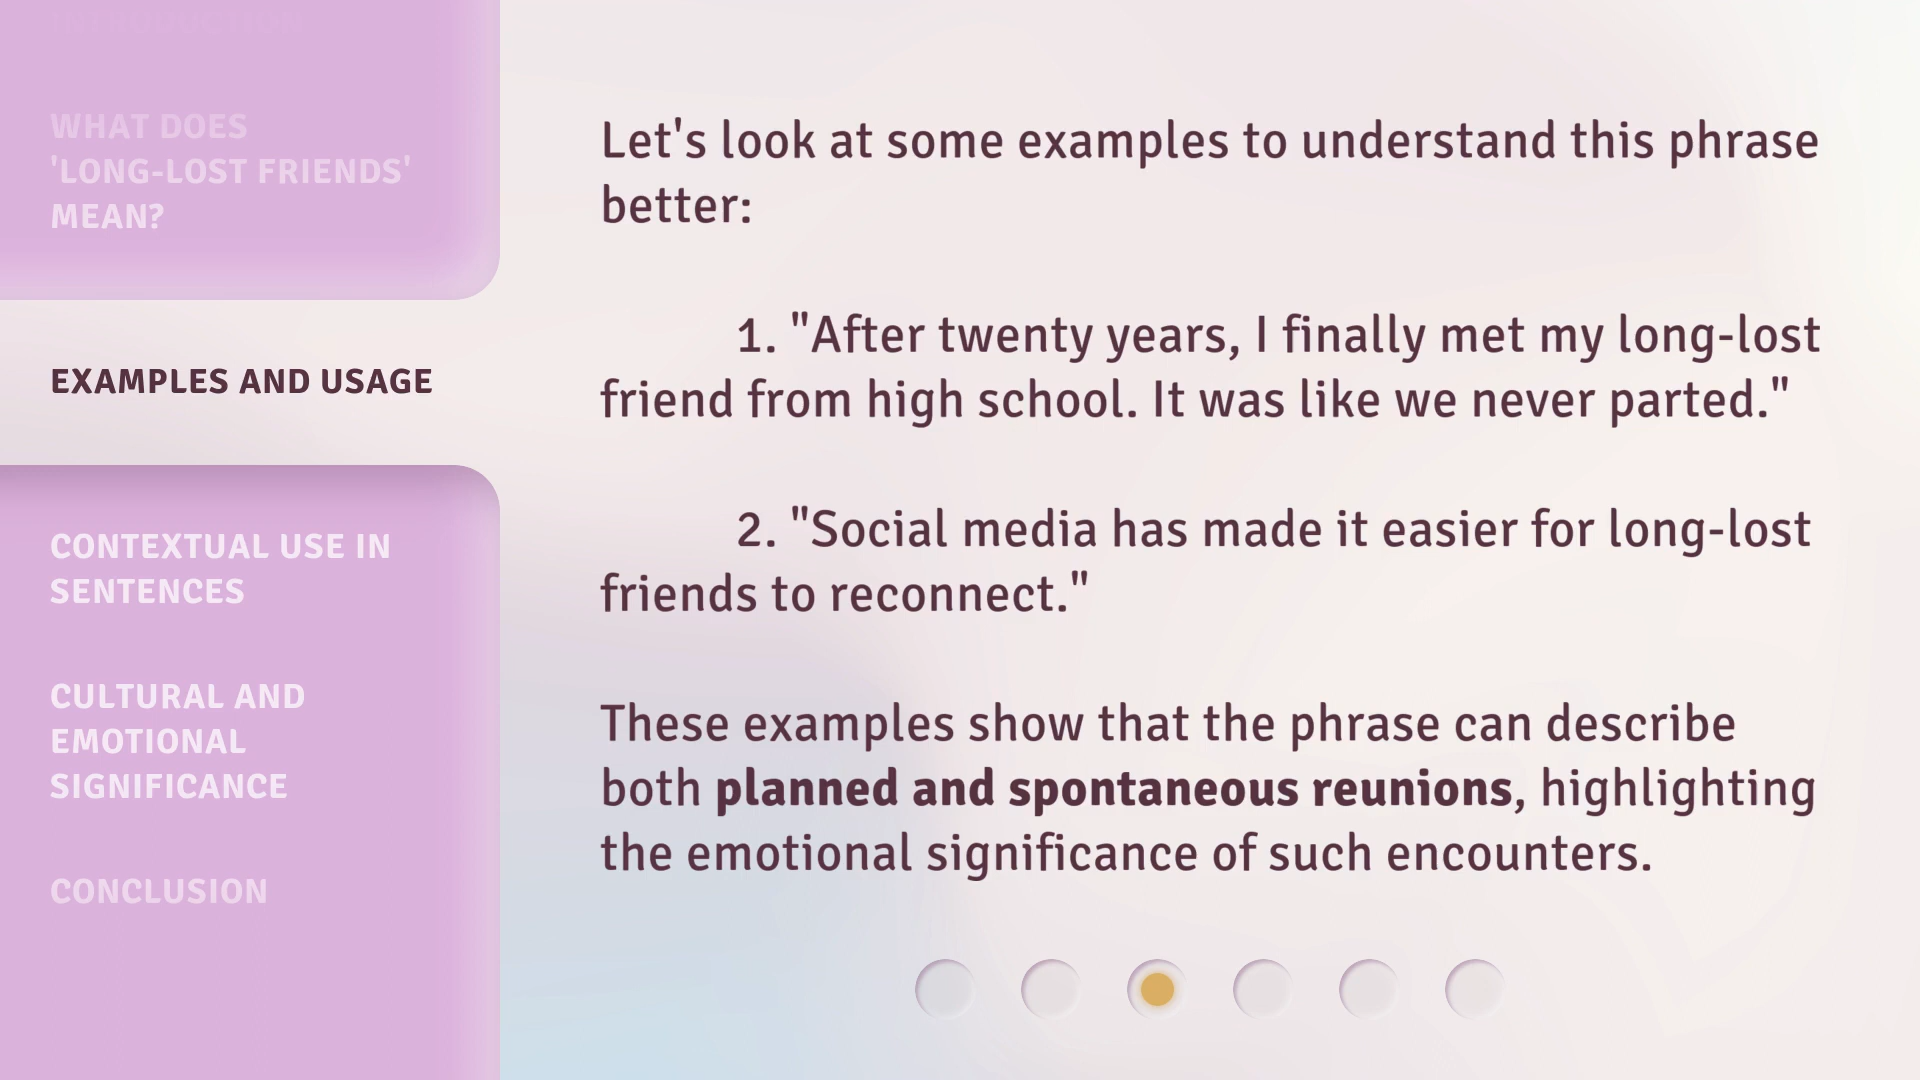 WHAT DOES
'LONG-LOST FRIENDS'
MEAN?
EXAMPLES AND USAGE
CONTEXTUAL USE IN
SENTENCES
CULTURAL AND
EMOTIONAL
SIGNIFICANCE
CONCLUSION
Let's look at some examples to understand this phrase
better:
1. "After twenty years, I finally met my long-lost
friend from high school. It was like we never parted."
2. "Social media has made it easier for long-lost
friends to reconnect."
These examples show that the phrase can describe
both planned and spontaneous reunions, highlighting
the emotional significance of such encounters.